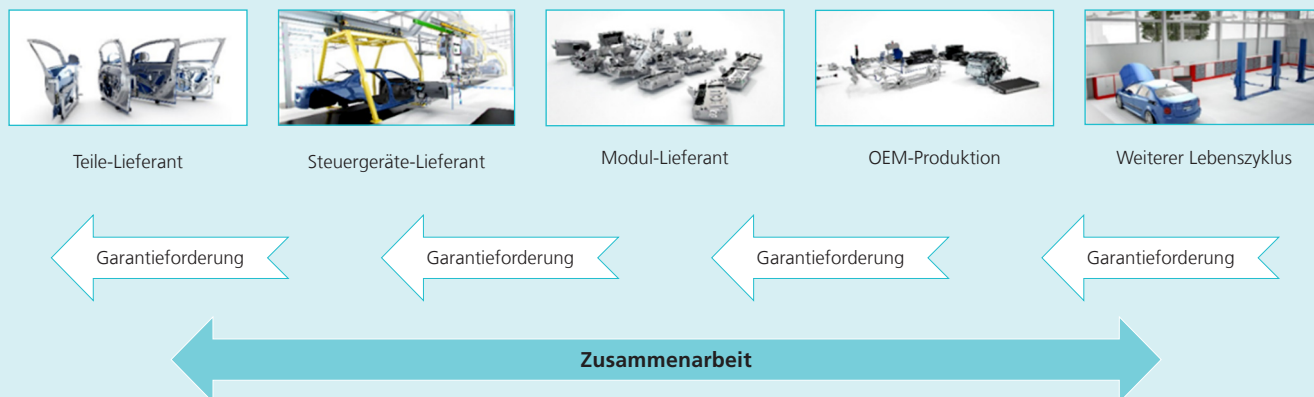 Teile-Lieferant
Steuergeräte-Lieferant
Modul-Lieferant
OEM-Produktion
Weiterer Lebenszyklus
Garantieforderung
Garantieforderung
Garantieforderung
Garantieforderung
Zusammenarbeit